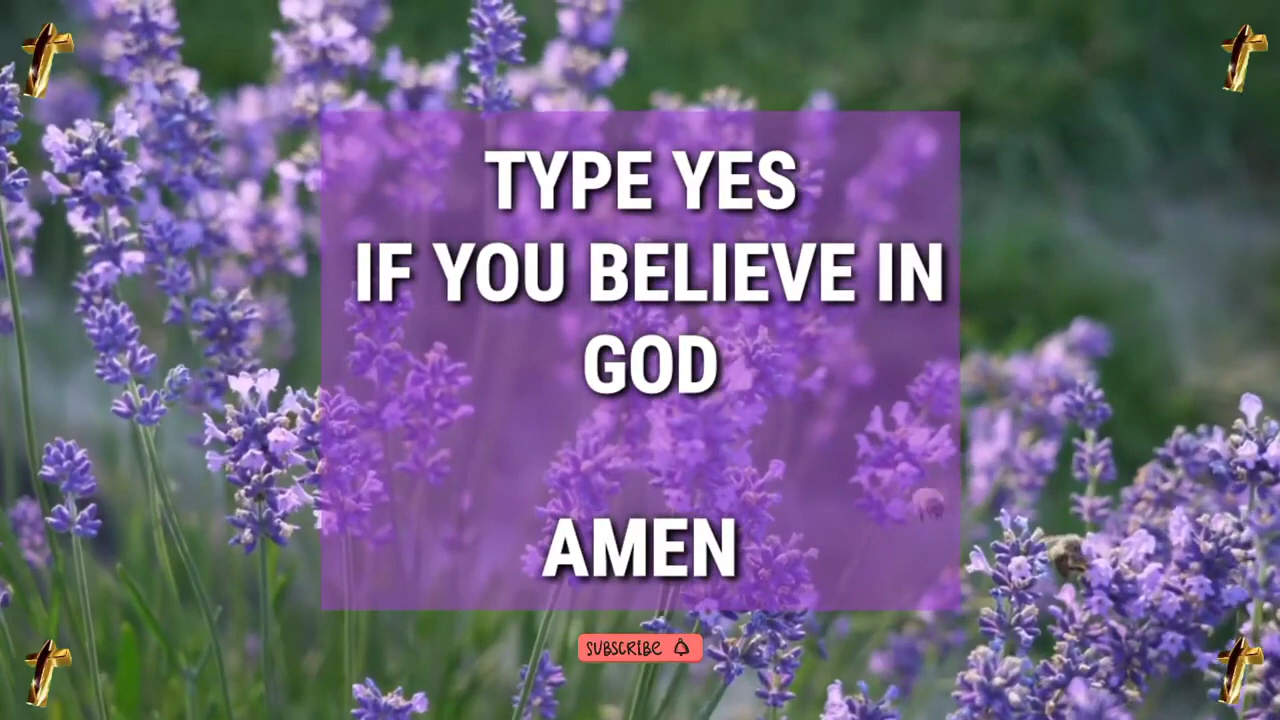 TYPE YES
IF YOU BELIEVE IN
GOD
AMEN
SUBSCRIBE